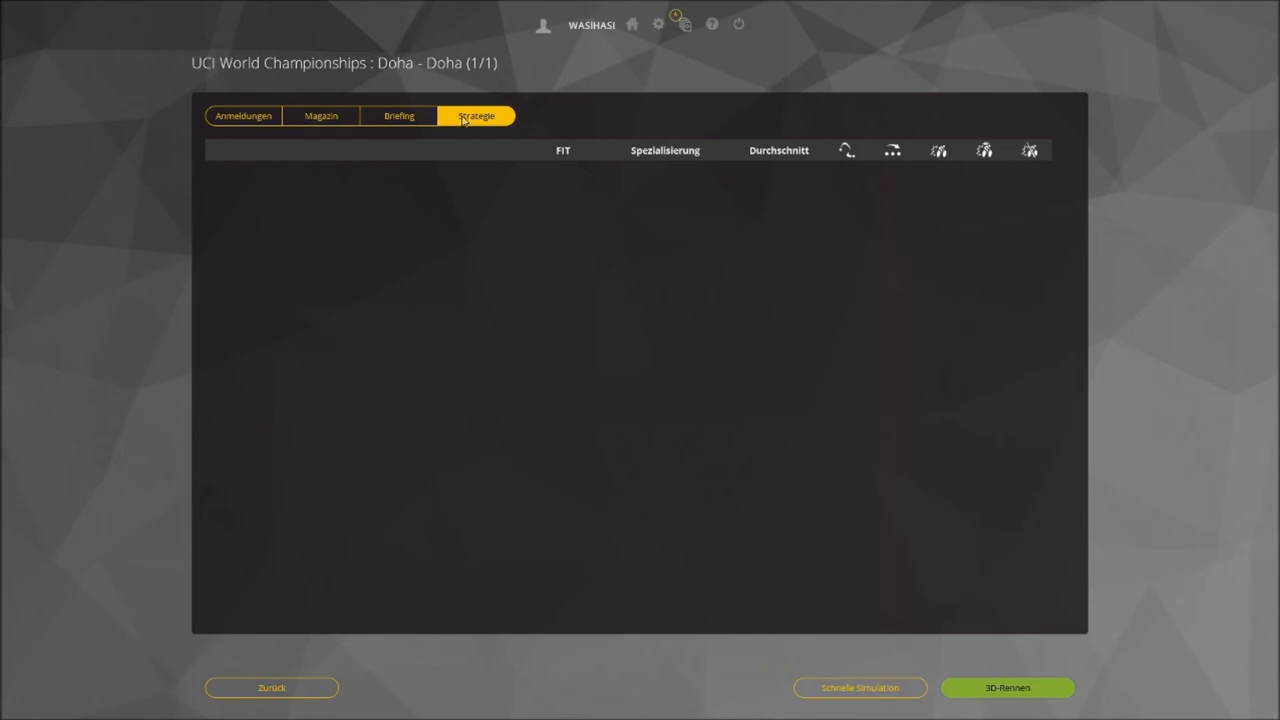 WASIHASI
UCI World Championships : Doha - Doha (1/1)
Anmeldungen Magazin Briefing Strategie
FIT Spezialisierung Durchschnitt
Zurück Schnelle Simulation 3D-Rennen